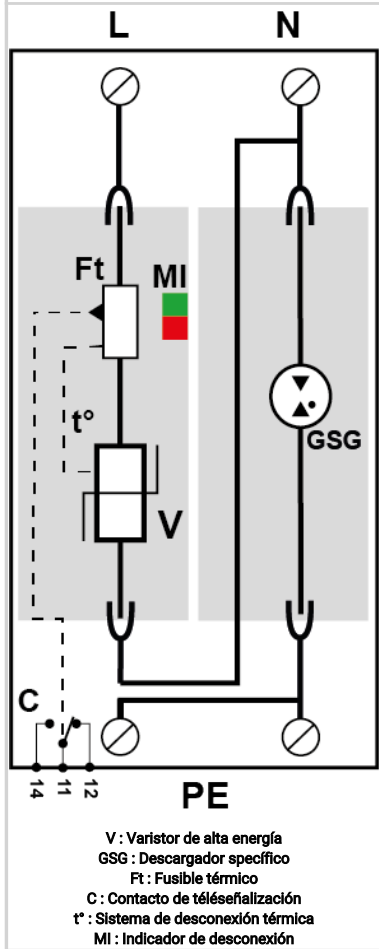 L N
Ft MI
t°
GSG
V
C
14 11 12
PE
V : Varistor de alta energía
GSG : Descargador specífico
Ft : Fusible térmico
C : Contacto de téléseñalización
t° : Sistema de desconexión térmica
MI : Indicador de desconexión